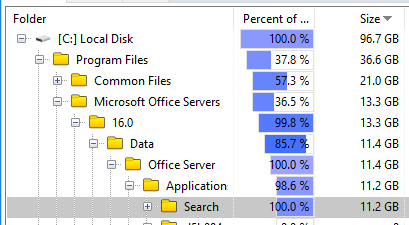 Folder Percent of ... Size
[C:] Local Disk 100.0 % 96.7 GB
Program Files 37.8 % 36.6 GB
Common Files 57.3 % 21.0 GB
Microsoft Office Servers 36.5 % 13.3 GB
16.0 99.8 % 13.3 GB
Data 85.7 % 11.4 GB
Office Server 100.0 % 11.4 GB
Applications 98.6 % 11.2 GB
Search 100.0 % 11.2 GB